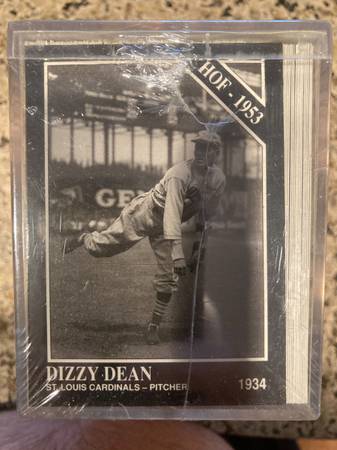 HOF - 1953
GE
DIZZY DEAN
ST. LOUIS CARDINALS – PITCHER
1934